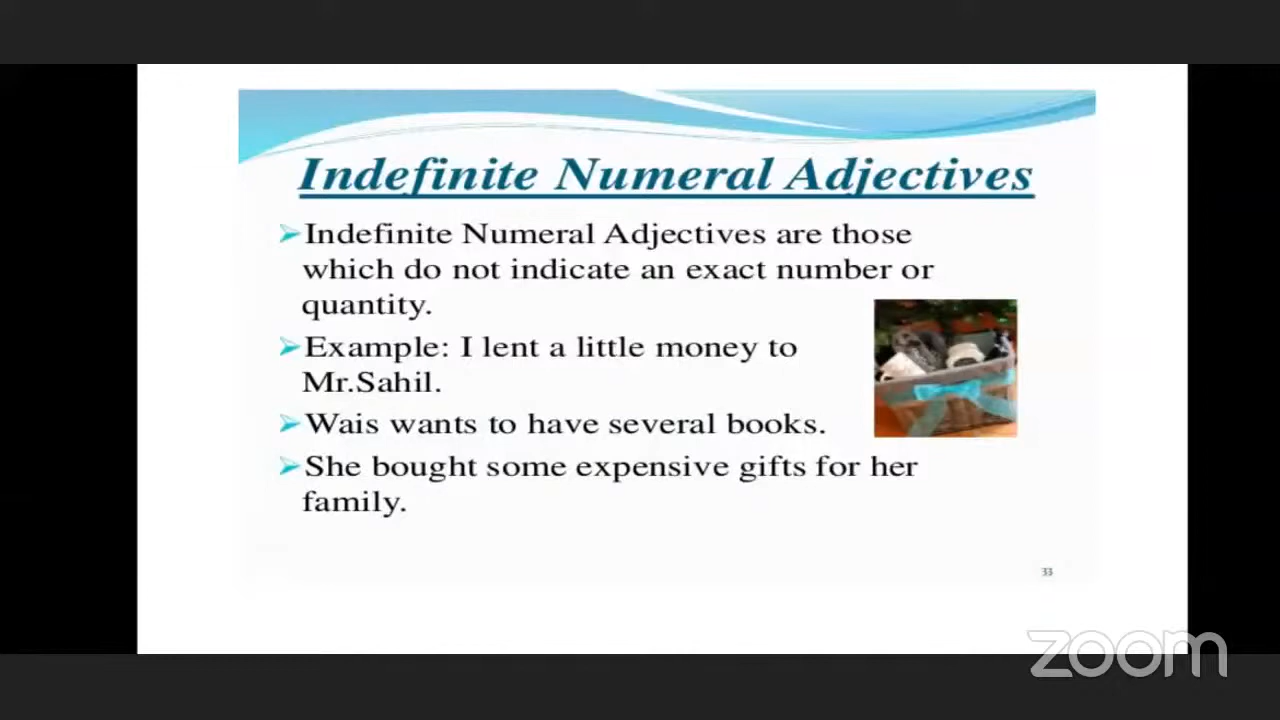 Indefinite Numeral Adjectives
Indefinite Numeral Adjectives are those
which do not indicate an exact number or
quantity.
Example: I lent a little money to
Mr.Sahil.
Wais wants to have several books.
She bought some expensive gifts for her
family.
33
zoom